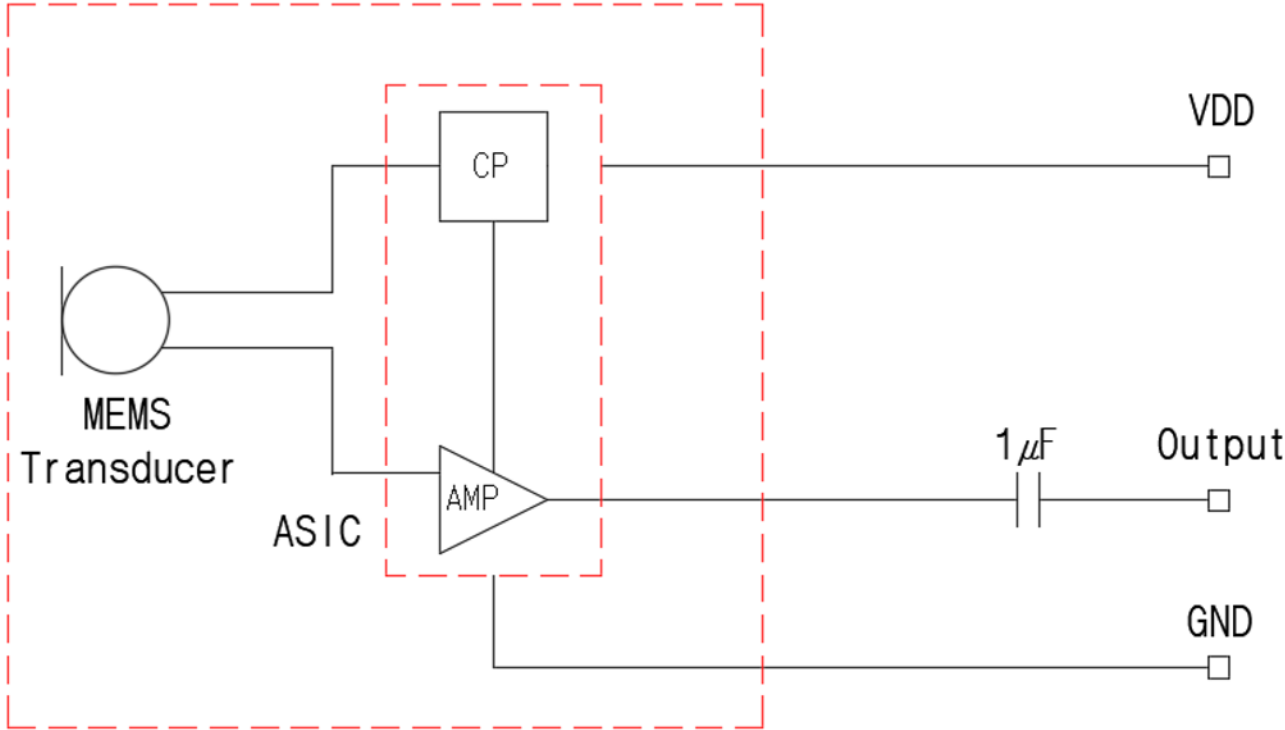 VDD
CP
MEMS
Transducer
1μF
Output
AMP
ASIC
GND